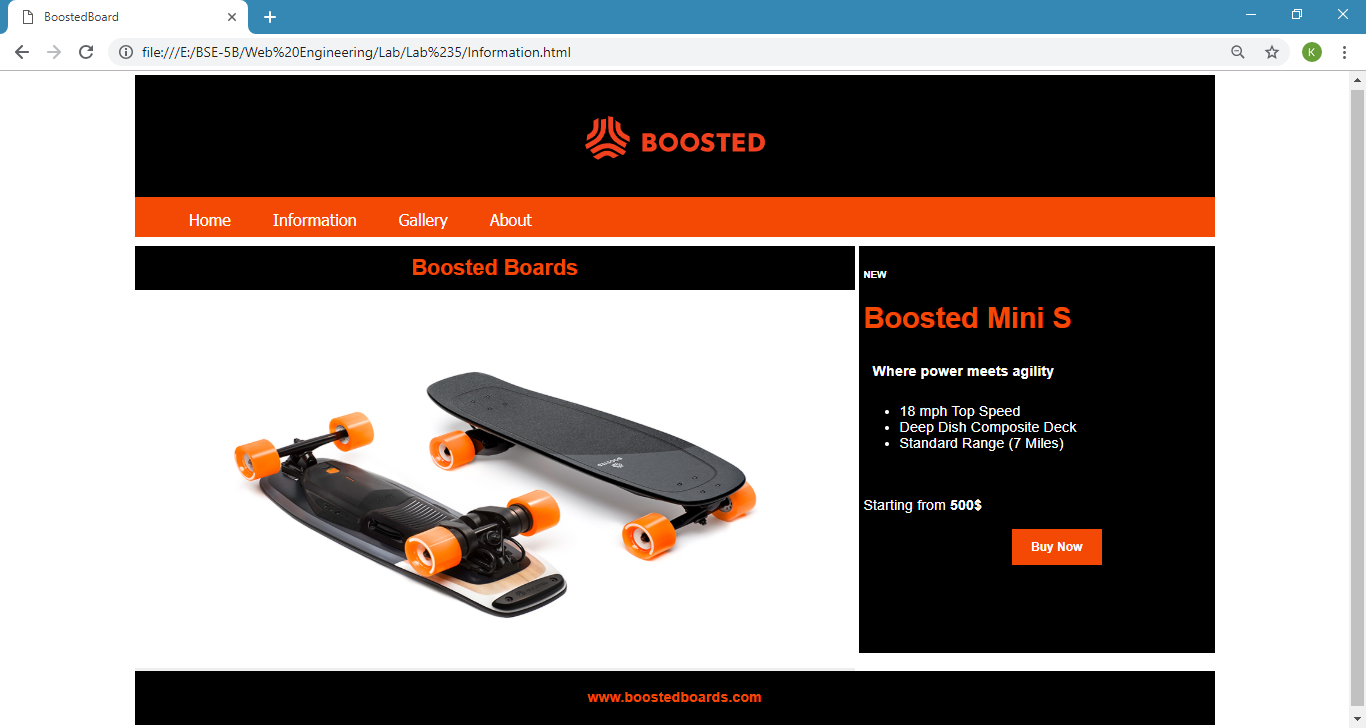 BoostedBoard
file:///E:/BSE-5B/Web%20Engineering/Lab/Lab%235/Information.html
K
BOOSTED
Home Information Gallery About
Boosted Boards
NEW
Boosted Mini S
Where power meets agility
• 18 mph Top Speed
• Deep Dish Composite Deck
• Standard Range (7 Miles)
Starting from 500$
Buy Now
www.boostedboards.com